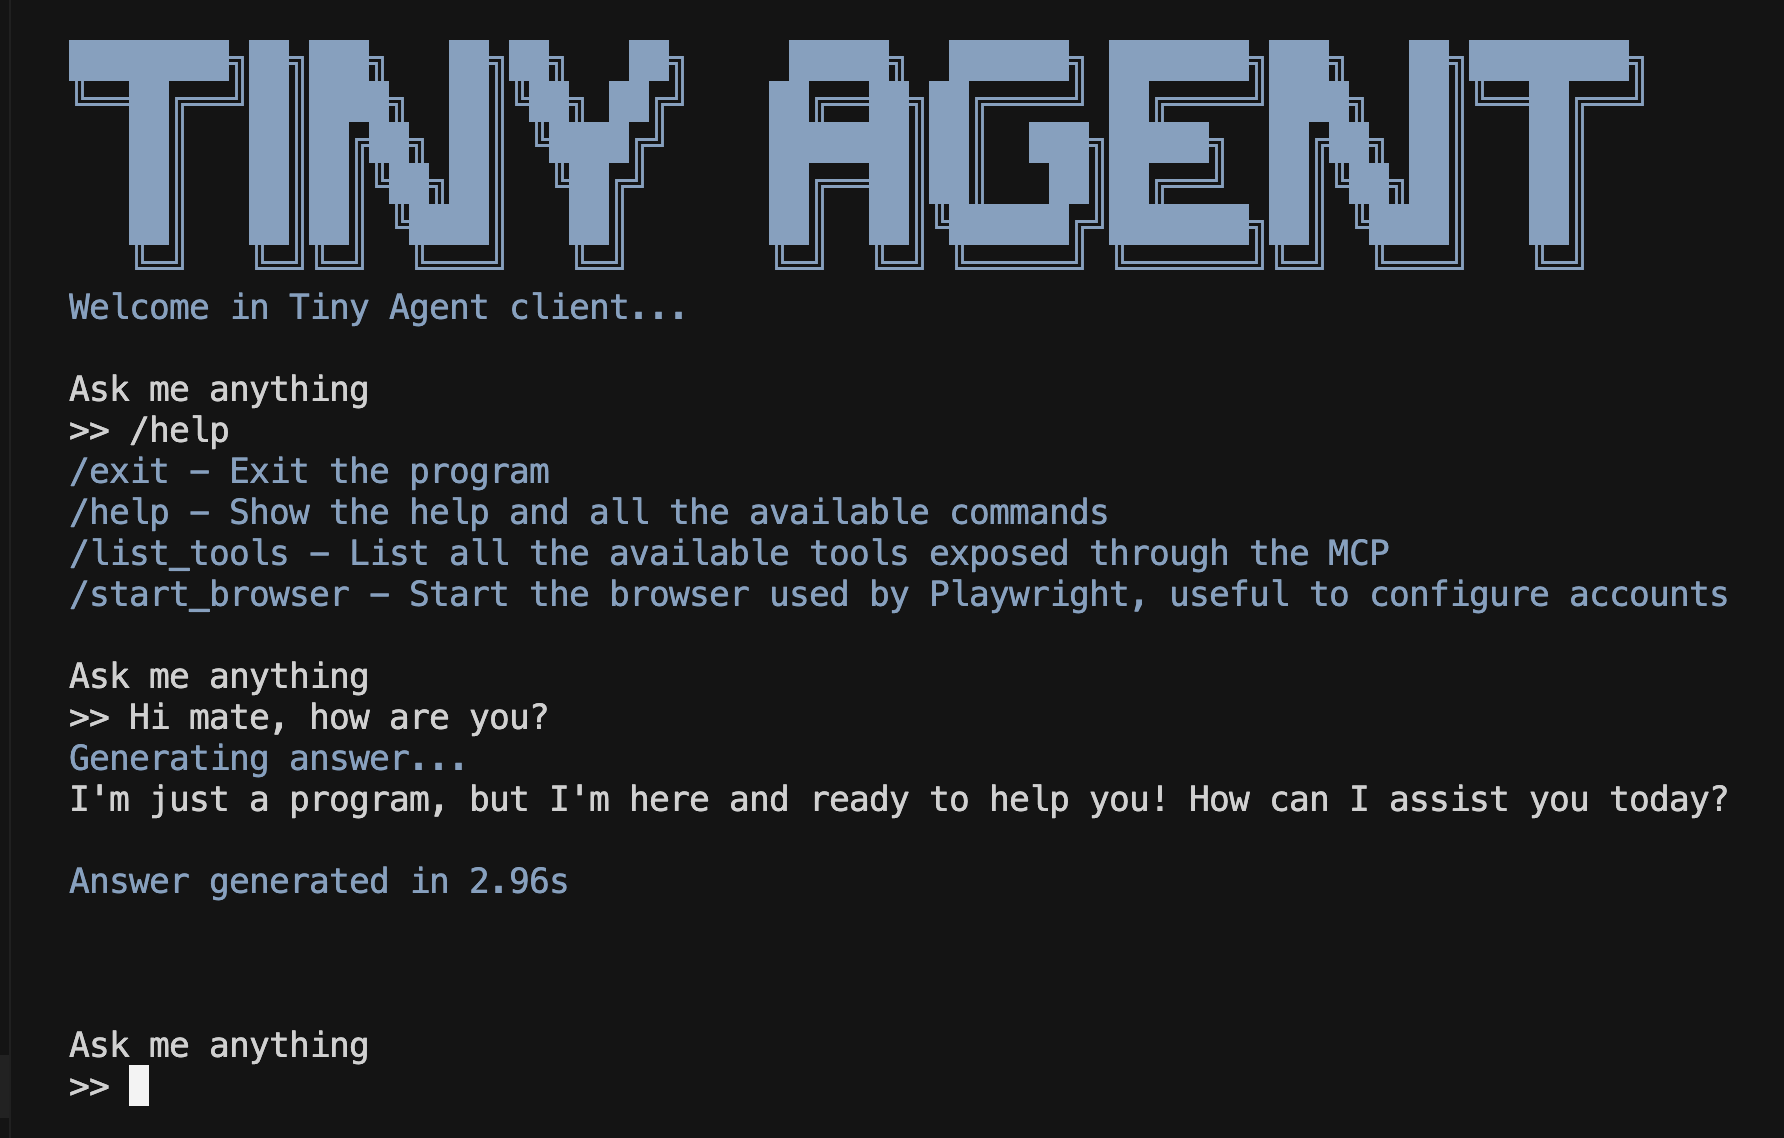 TINY AGENT
Welcome in Tiny Agent client...
Ask me anything
>> /help
/exit – Exit the program
/help – Show the help and all the available commands
/list_tools – List all the available tools exposed through the MCP
/start_browser – Start the browser used by Playwright, useful to configure accounts
Ask me anything
>> Hi mate, how are you?
Generating answer...
I'm just a program, but I'm here and ready to help you! How can I assist you today?
Answer generated in 2.96s
Ask me anything
>>